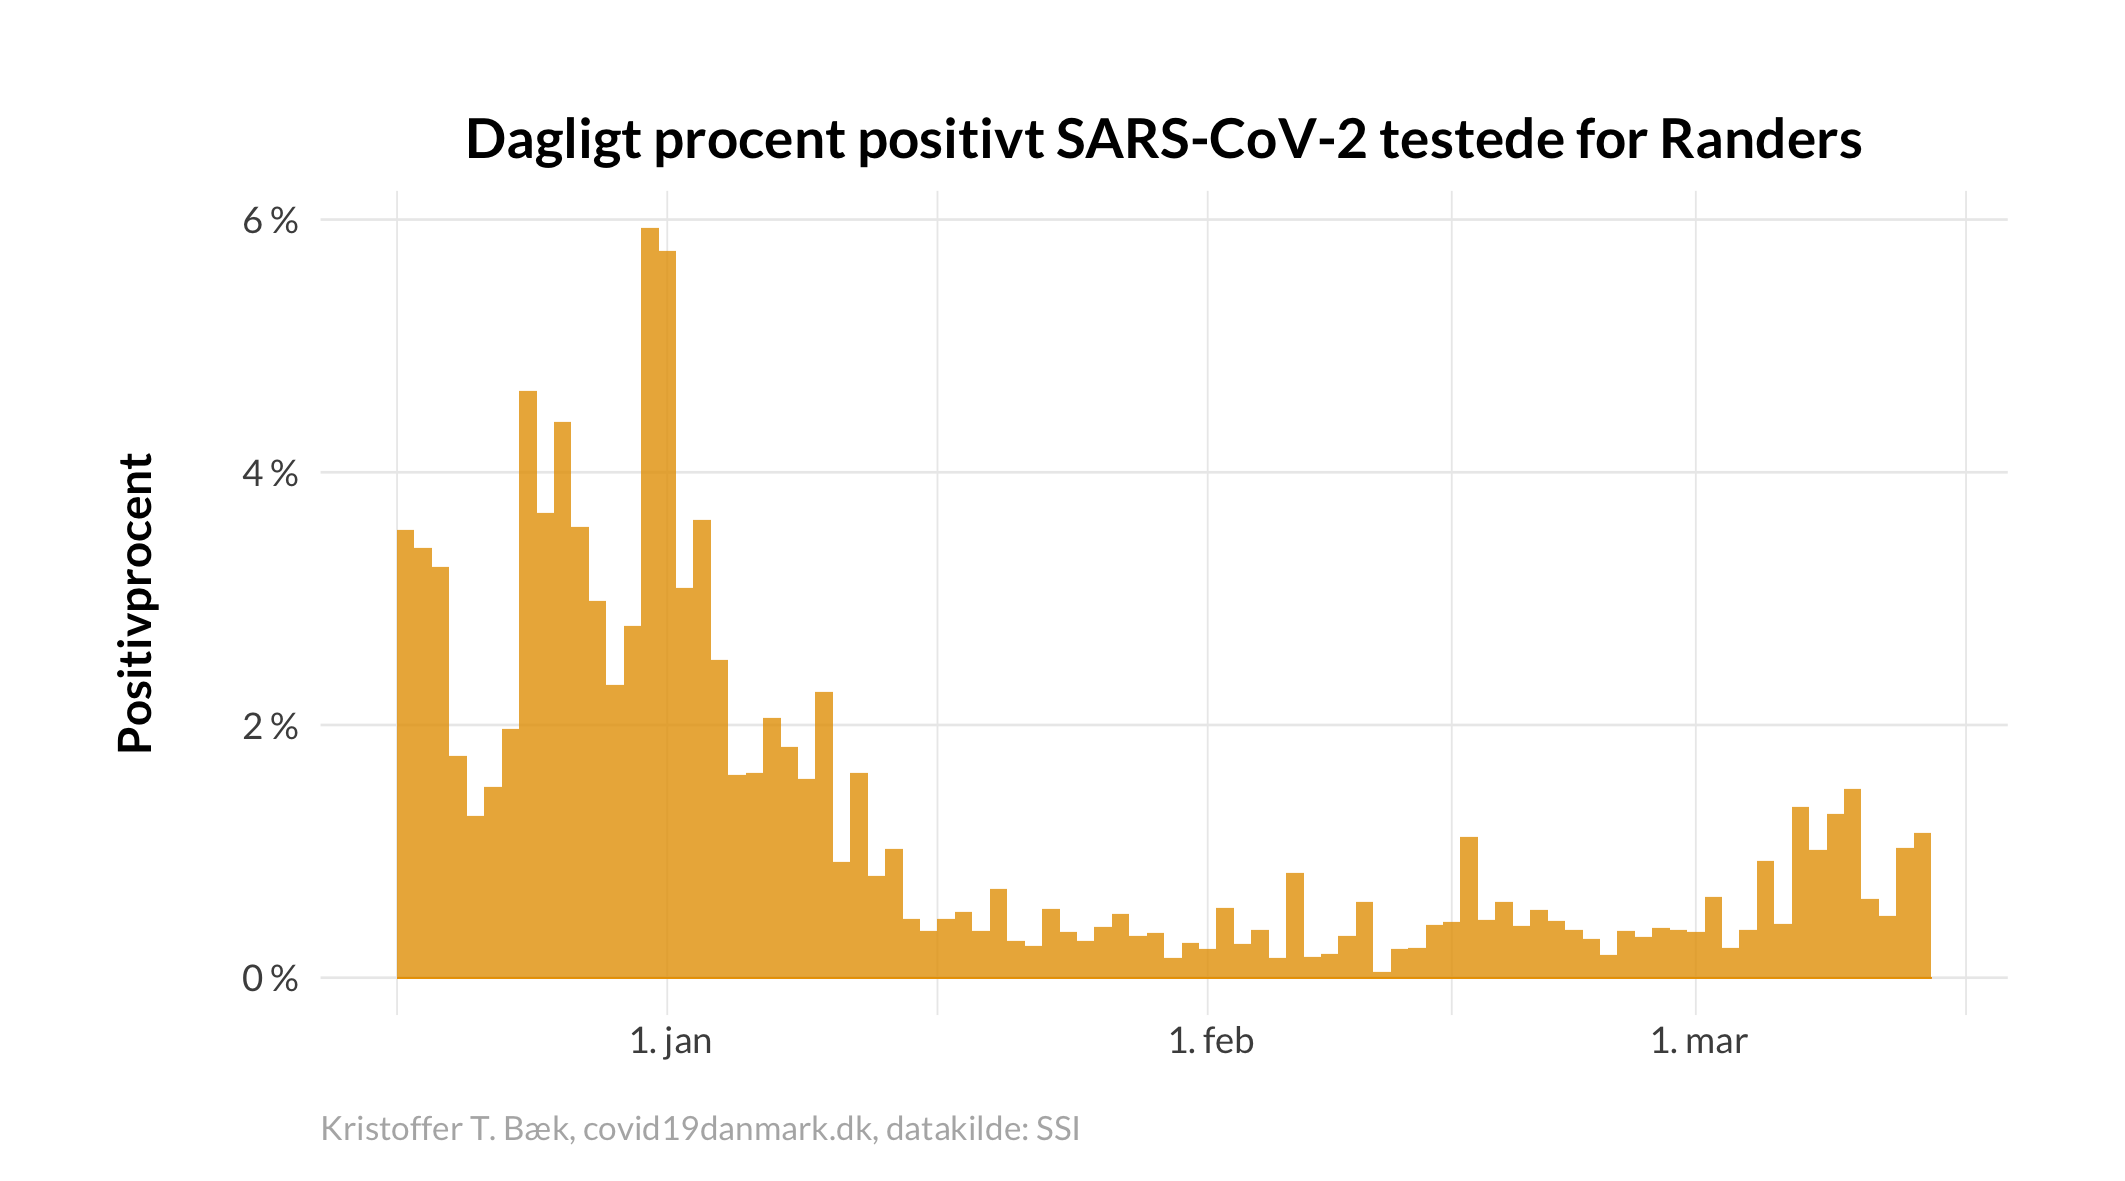 Dagligt procent positivt SARS-CoV-2 testede for Randers
Positivprocent
6 %
4 %
2 %
0 %
1. jan
1. feb
1. mar
Kristoffer T. Bæk, covid19danmark.dk, datakilde: SSI